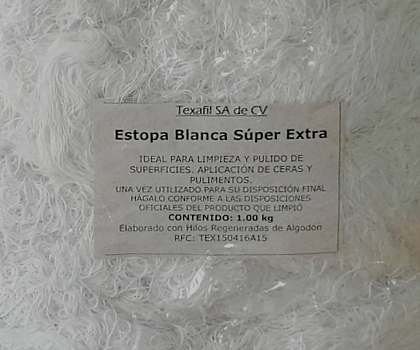 Texafil SA de CV
Estopa Blanca Súper Extra
IDEAL PARA LIMPIEZA Y PULIDO DE
SUPERFICIES. APLICACIÓN DE CERAS Y
PULIMENTOS.
UNA VEZ UTILIZADO PARA SU DISPOSICIÓN FINAL
HÁGALO CONFORME A LAS DISPOSICIONES
OFICIALES DEL PRODUCTO QUE LIMPIÓ
CONTENIDO: 1.00 kg
Elaborado con Hilos Regeneradas de Algodón
RFC: TEX150416A15